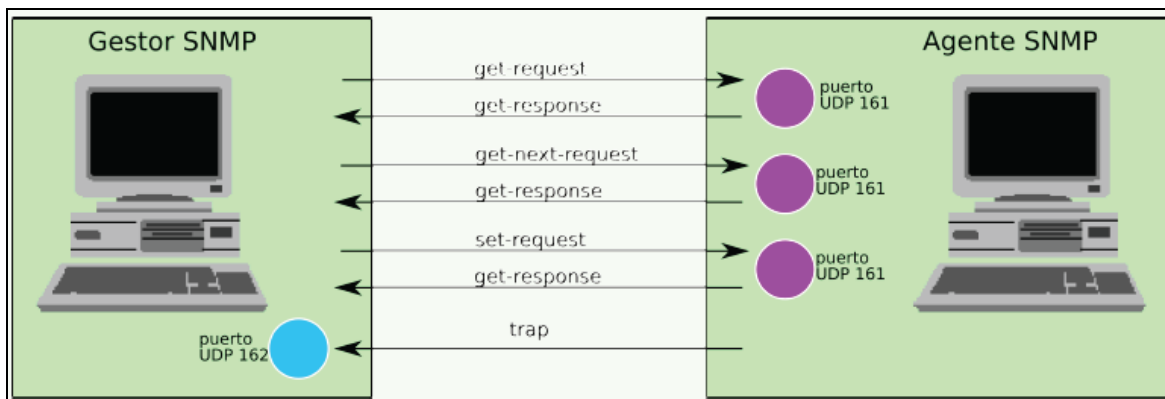 Gestor SNMP
Agente SNMP
get-request
puerto
UDP 161
get-response
get-next-request
puerto
UDP 161
get-response
set-request
puerto
UDP 161
get-response
trap
puerto
UDP 162